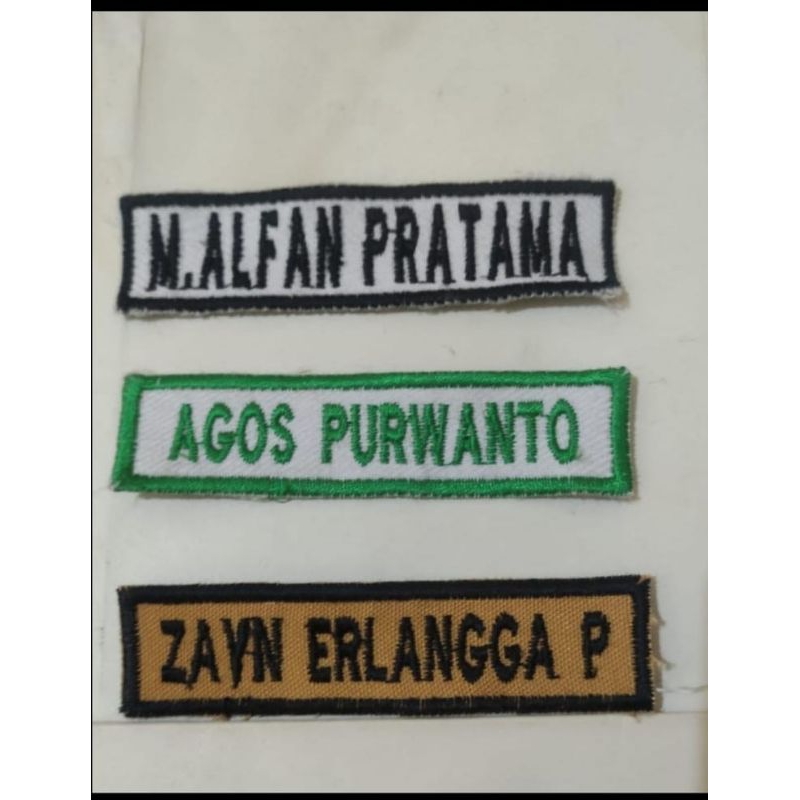 M.ALFAN PRATAMA
AGOS PURWANTO
ZAYN ERLANGGA P